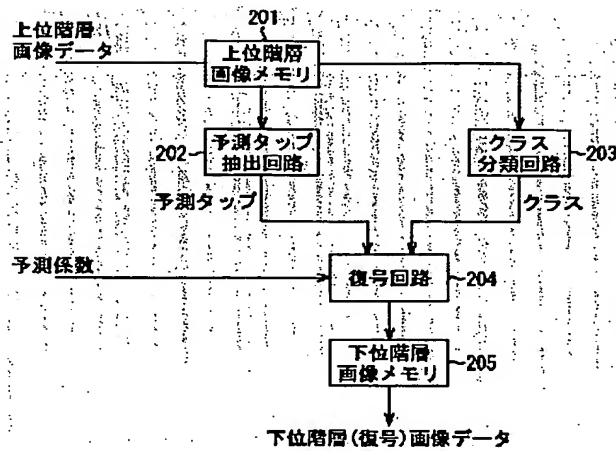 201
上位階層
画像データ
上位階層
画像メモリ
202
予測タップ
抽出回路
クラス
分類回路
203
予測タップ
クラス
予測係数
復号回路
204
下位階層
画像メモリ
205
下位階層(復号)画像データ